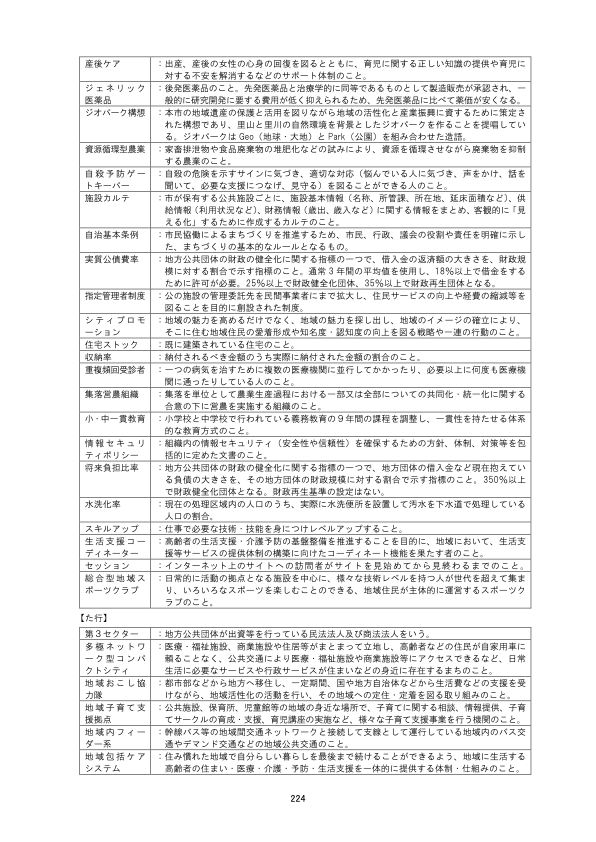 産後ケア ：出産、産後の女性の心身の回復を図るとともに、育児に関する正しい知識の提供や育児に
対する不安を解消するなどのサポート体制のこと。
ジェネリック ：後発医薬品のこと。先発医薬品と治療学的に同等であるものとして製造販売が承認され、一
医薬品 般的に研究開発に要する費用が低く抑えられるため、先発医薬品に比べて薬価が安くなる。
ジオパーク構想 ：本市の地域遺産の保護と活用を図りながら地域の活性化と産業振興に資するために策定さ
れた構想であり、里山と里川の自然環境を背景としたジオパークを作ることを提唱してい
る。ジオパークは Geo（地球・大地）と Park（公園）を組み合わせた造語。
資源循環型農業 ：家畜排泄物や食品廃棄物の堆肥化などの試みにより、資源を循環させながら廃棄物を抑制
する農業のこと。
自殺予防ゲー ：自殺の危険を示すサインに気づき、適切な対応（悩んでいる人に気づき、声をかけ、話を
トキーパー 聞いて、必要な支援につなげ、見守る）を図ることができる人のこと。
施設カルテ ：市が保有する公共施設ごとに、施設基本情報（名称、所管課、所在地、延床面積など）、供
給情報（利用状況など）、財務情報（歳出、歳入など）に関する情報をまとめ、客観的に「見
える化」するために作成するカルテのこと。
自治基本条例 ：市民協働によるまちづくりを推進するため、市民、行政、議会の役割や責任を明確に示し
た、まちづくりの基本的なルールとなるもの。
実質公債費率 ：地方公共団体の財政の健全化に関する指標の一つで、借入金の返済額の大きさを、財政規
模に対する割合で示す指標のこと。通常３年間の平均値を使用し、18％以上で借金をする
ために許可が必要。25％以上で財政健全化団体、35％以上で財政再生団体となる。
指定管理者制度 ：公の施設の管理委託先を民間事業者にまで拡大し、住民サービスの向上や経費の縮減等を
図ることを目的に創設された制度。
シティプロモ ：地域の魅力を高めるだけでなく、地域の魅力を探し出し、地域のイメージの確立により、
ーション そこに住む地域住民の愛着形成や知名度・認知度の向上を図る戦略や一連の行動のこと。
住宅ストック ：既に建築されている住宅のこと。
収納率 ：納付されるべき金額のうち実際に納付された金額の割合のこと。
重複頻回受診者 ：一つの病気を治すために複数の医療機関に並行してかかったり、必要以上に何度も医療機
関に通ったりしている人のこと。
集落営農組織 ：集落を単位として農業生産過程における一部又は全部についての共同化・統一化に関する
合意の下に営農を実施する組織のこと。
小・中一貫教育 ：小学校と中学校で行われている義務教育の９年間の課程を調整し、一貫性を持たせる体系
的な教育方式のこと。
情報セキュリ ：組織内の情報セキュリティ（安全性や信頼性）を確保するための方針、体制、対策等を包
ティポリシー 括的に定めた文書のこと。
将来負担比率 ：地方公共団体の財政の健全化に関する指標の一つで、地方団体の借入金など現在抱えてい
る負債の大きさを、その地方団体の財政規模に対する割合で示す指標のこと。350％以上
で財政健全化団体となる。財政再生基準の設定はない。
水洗化率 ：現在の処理区域内の人口のうち、実際に水洗便所を設置して汚水を下水道で処理している
人口の割合。
スキルアップ ：仕事で必要な技術・技能を身につけレベルアップすること。
生活支援コー ：高齢者の生活支援・介護予防の基盤整備を推進することを目的に、地域において、生活支
ディネーター 援等サービスの提供体制の構築に向けたコーディネート機能を果たす者のこと。
セッション ：インターネット上のサイトへの訪問者がサイトを見始めてから見終わるまでのこと。
総合型地域ス ：日常的に活動の拠点となる施設を中心に、様々な技術レベルを持つ人が世代を超えて集ま
ポーツクラブ り、いろいろなスポーツを楽しむことのできる、地域住民が主体的に運営するスポーツク
ラブのこと。
【た行】
第３セクター ：地方公共団体が出資等を行っている民法法人及び商法法人をいう。
多極ネットワ ：医療・福祉施設、商業施設や住居等がまとまって立地し、高齢者などの住民が自家用車に
ーク型コンパ 頼ることなく、公共交通により医療・福祉施設や商業施設等にアクセスできるなど、日常
クトシティ 生活に必要なサービスや行政サービスが住まいなどの身近に存在するまちのこと。
地域おこし協 ：都市部などから地方へ移住し、一定期間、国や地方自治体などから生活費などの支援を受
力隊 けながら、地域活性化の活動を行い、その地域への定住・定着を図る取り組みのこと。
地域子育て支 ：公共施設、保育所、児童館等の地域の身近な場所で、子育てに関する相談、情報提供、子育
援拠点 てサークルの育成・支援、育児講座の実施など、様々な子育て支援事業を行う機関のこと。
地域内フィー ：幹線バス等の地域間交通ネットワークと接続して支線として運行している地域内のバス交
ダー系 通やデマンド交通などの地域公共交通のこと。
地域包括ケア ：住み慣れた地域で自分らしい暮らしを最後まで続けることができるよう、地域に生活する
システム 高齢者の住まい・医療・介護・予防・生活支援を一体的に提供する体制・仕組みのこと。
224